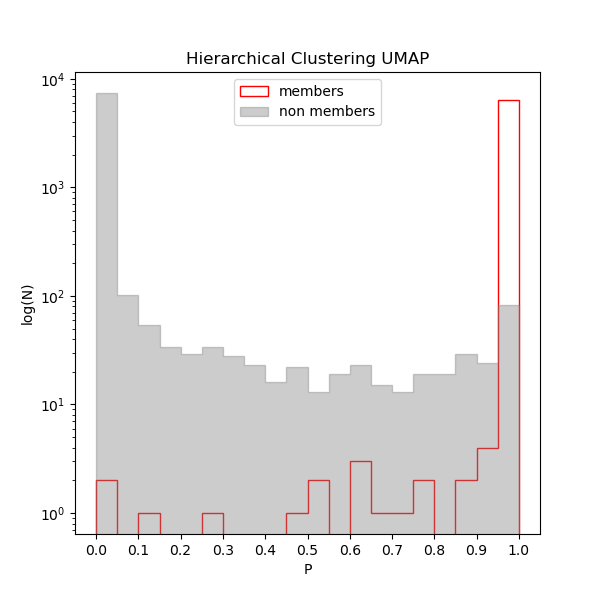 Hierarchical Clustering UMAP
members
non members
10⁴
10³
10²
10¹
10⁰
log(N)
0.0 0.1 0.2 0.3 0.4 0.5 0.6 0.7 0.8 0.9 1.0
P